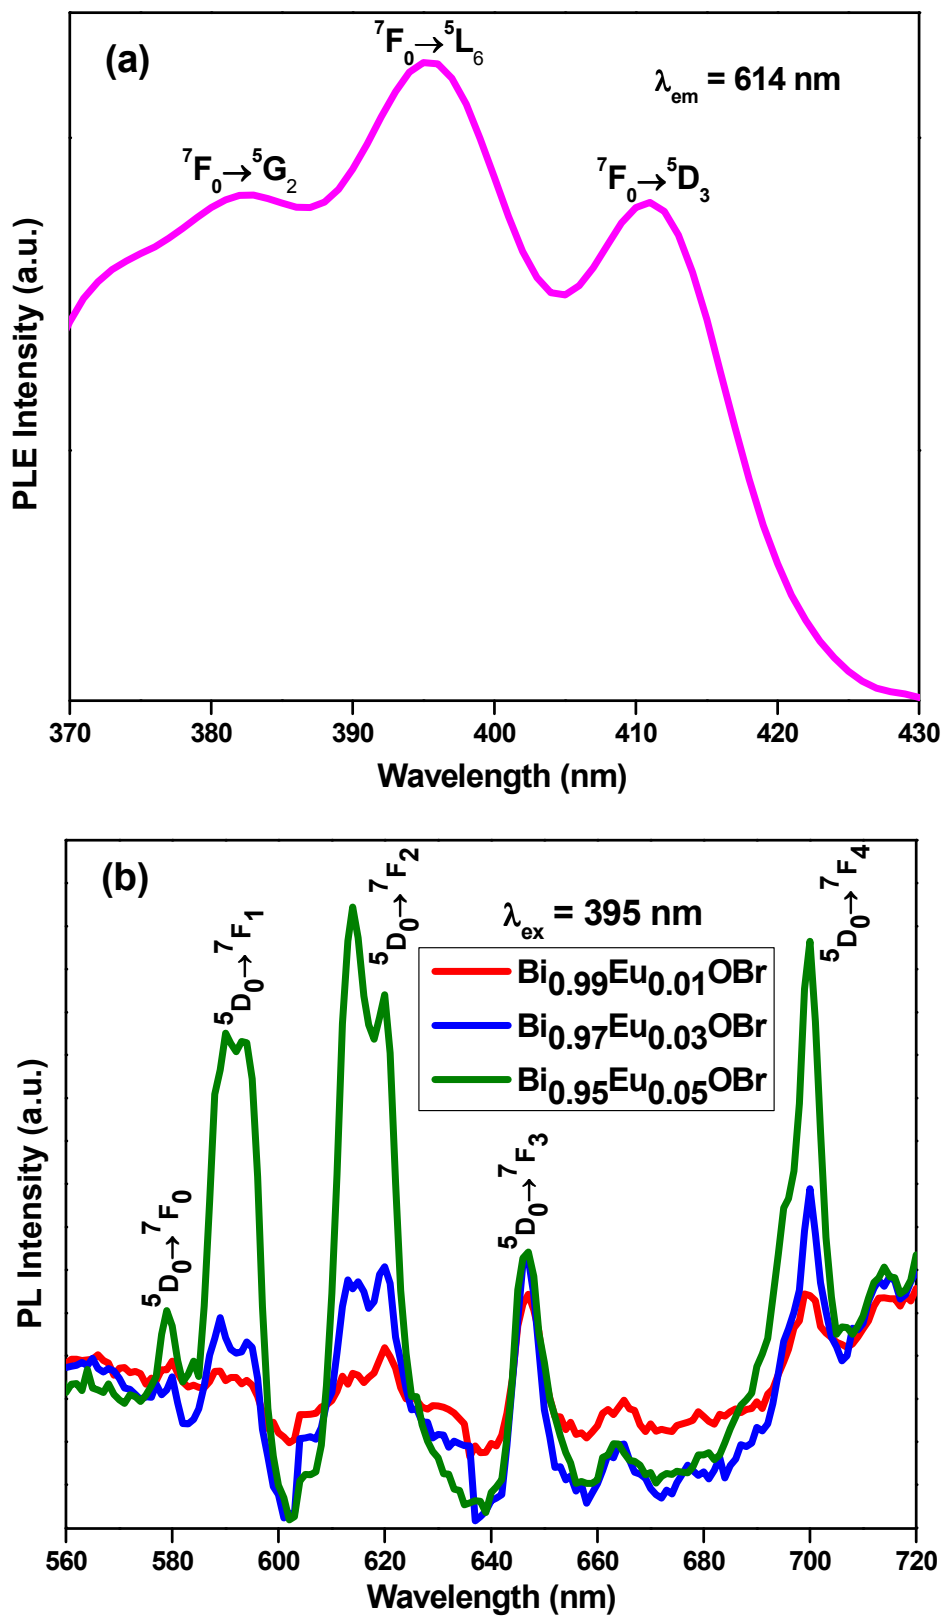 (a)
⁷F₀→⁵L₆
λem = 614 nm
⁷F₀→⁵G₂
⁷F₀→⁵D₃
PLE Intensity (a.u.)
370 380 390 400 410 420 430
Wavelength (nm)
(b)
⁵D₀→⁷F₀
⁵D₀→⁷F₁
⁵D₀→⁷F₂
⁵D₀→⁷F₃
⁵D₀→⁷F₄
λex = 395 nm
Bi₀.₉₉Eu₀.₀₁OBr
Bi₀.₉₇Eu₀.₀₃OBr
Bi₀.₉₅Eu₀.₀₅OBr
PL Intensity (a.u.)
560 580 600 620 640 660 680 700 720
Wavelength (nm)